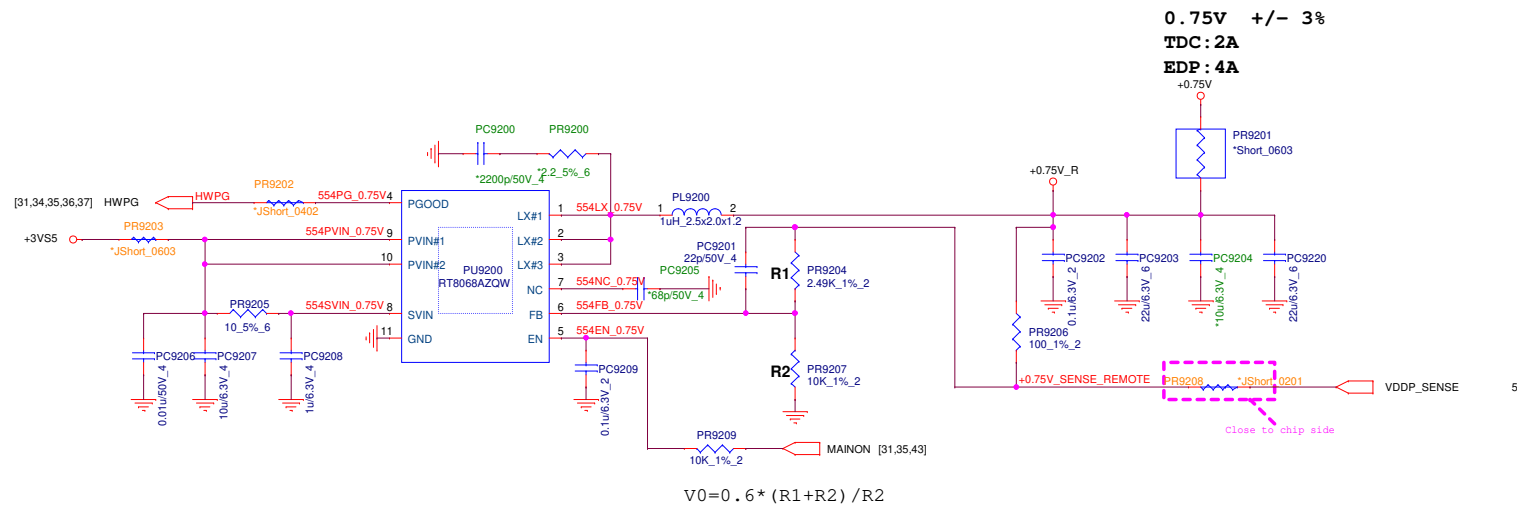 0.75V +/- 3%
TDC:2A
EDP:4A
+0.75V
PR9201
*Short_0603
PC9200
PR9200
*2200p/50V_4
*2.2_5%_6
+0.75V_R
PR9202
[31,34,35,36,37] HWPG
HWPG
*JShort_0402
554PG_0.75V
4
PGOOD
LX#1
1
554LX_0.75V
PL9200
1
2
1uH_2.5x2.0x1.2
PR9203
+3VS5
*JShort_0603
554PVIN_0.75V
9
PVIN#1
LX#2
2
10
PVIN#2
LX#3
3
PU9200
RT8068AZQW
NC
7
554NC_0.75V
PC9205
*68p/50V_4
PC9201
22p/50V_4
R1
PR9204
2.49K_1%_2
PC9202
0.1u/6.3V_2
PC9203
22u/6.3V_6
PC9204
*10u/6.3V_4
PC9220
22u/6.3V_6
PR9205
10_5%_6
554SVIN_0.75V
8
SVIN
FB
6
554FB_0.75V
11
GND
EN
5
554EN_0.75V
PR9206
100_1%_2
PC9206
0.01u/50V_4
PC9207
10u/6.3V_4
PC9208
1u/6.3V_4
PC9209
0.1u/6.3V_2
R2
PR9207
10K_1%_2
+0.75V_SENSE_REMOTE
PR9208
*JShort_0201
VDDP_SENSE
5
Close to chip side
PR9209
10K_1%_2
MAINON [31,35,43]
V0=0.6*(R1+R2)/R2